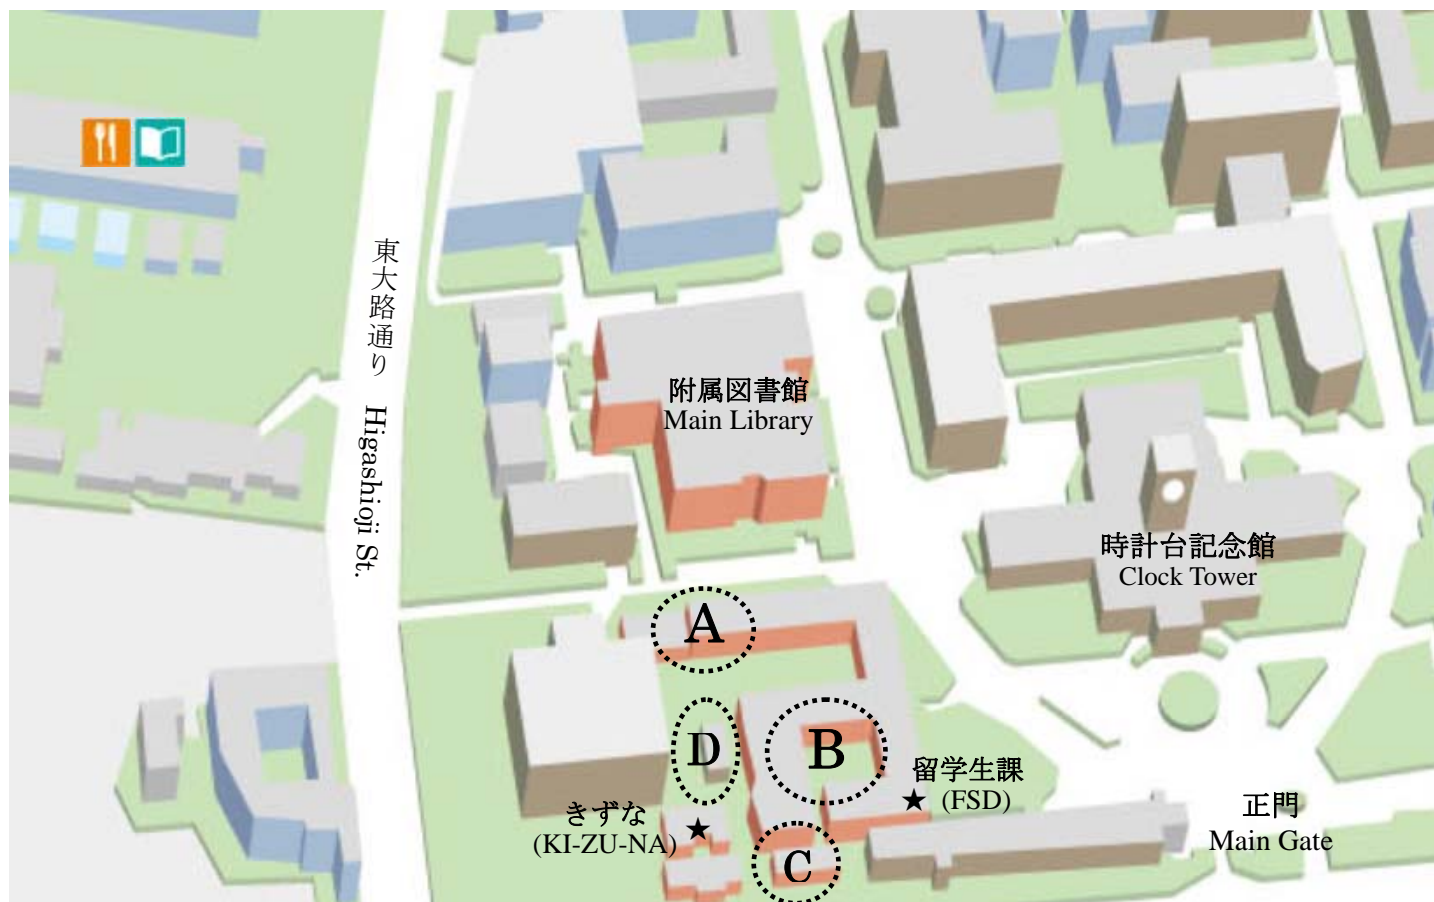 東大路通り Higashioji St.
附属図書館
Main Library
時計台記念館
Clock Tower
A
D
B
留学生課
(FSD)
きずな
(KI-ZU-NA)
正門
Main Gate
C